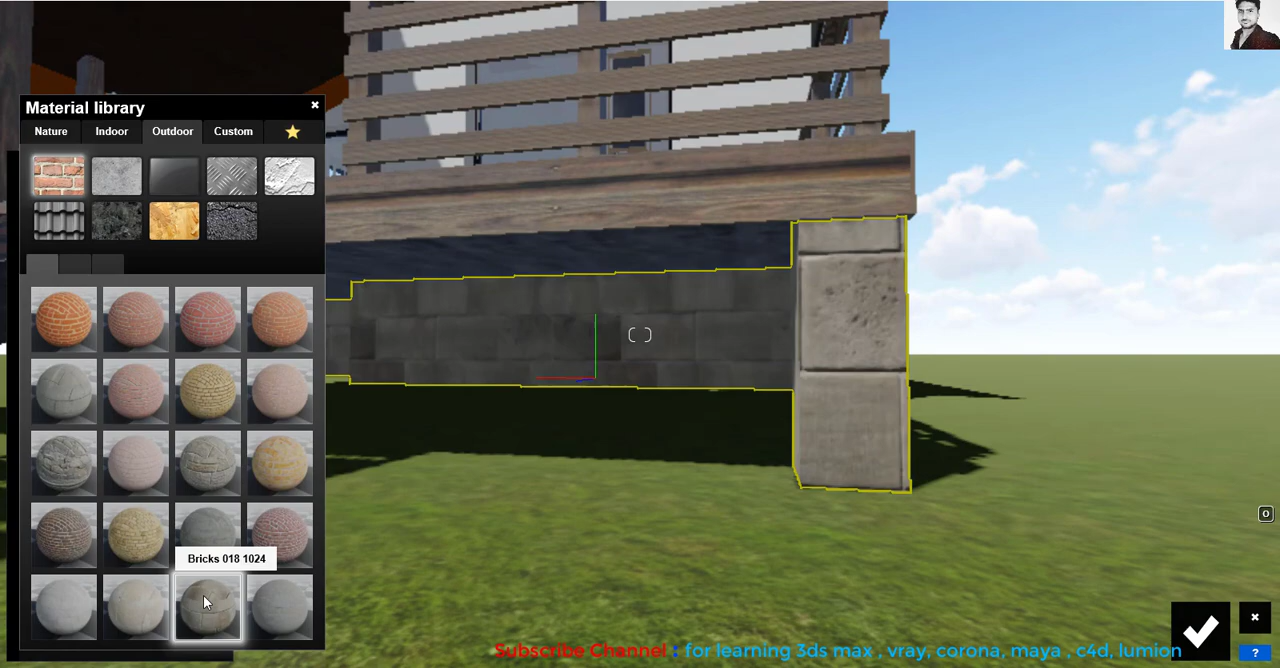 Material library
Nature Indoor Outdoor Custom
Bricks 018 1024
O
Subscribe Channel : for learning 3ds max , vray, corona, maya , c4d, lumion
?